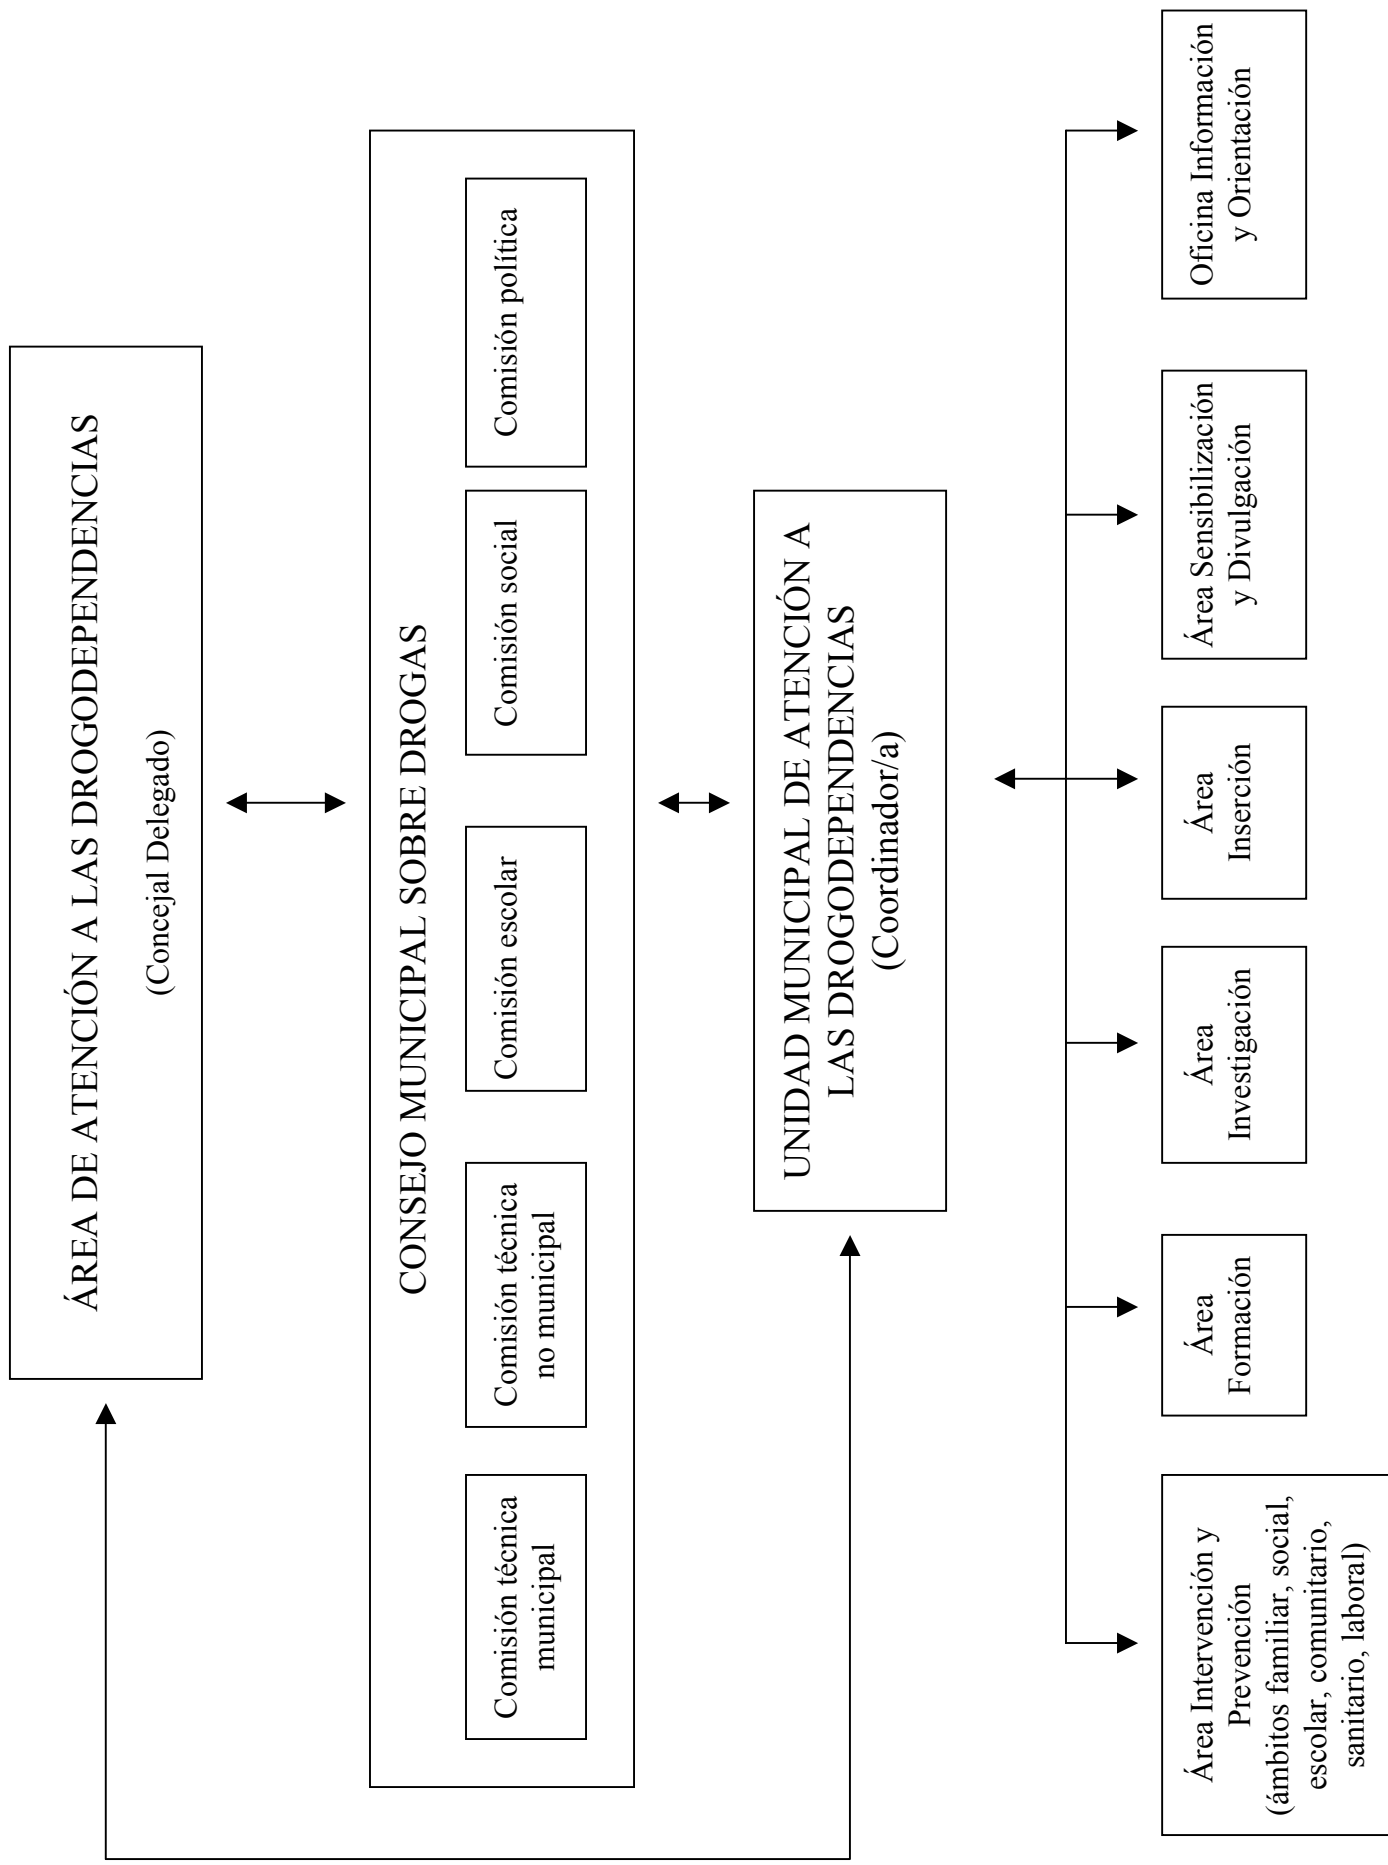 ÁREA DE ATENCIÓN A LAS DROGODEPENDENCIAS
(Concejal Delegado)
CONSEJO MUNICIPAL SOBRE DROGAS
Comisión técnica
municipal
Comisión técnica
no municipal
Comisión escolar
Comisión social
Comisión política
UNIDAD MUNICIPAL DE ATENCIÓN A
LAS DROGODEPENDENCIAS
(Coordinador/a)
Área Intervención y
Prevención
(ámbitos familiar, social,
escolar, comunitario,
sanitario, laboral)
Área
Formación
Área
Investigación
Área
Inserción
Área Sensibilización
y Divulgación
Oficina Información
y Orientación